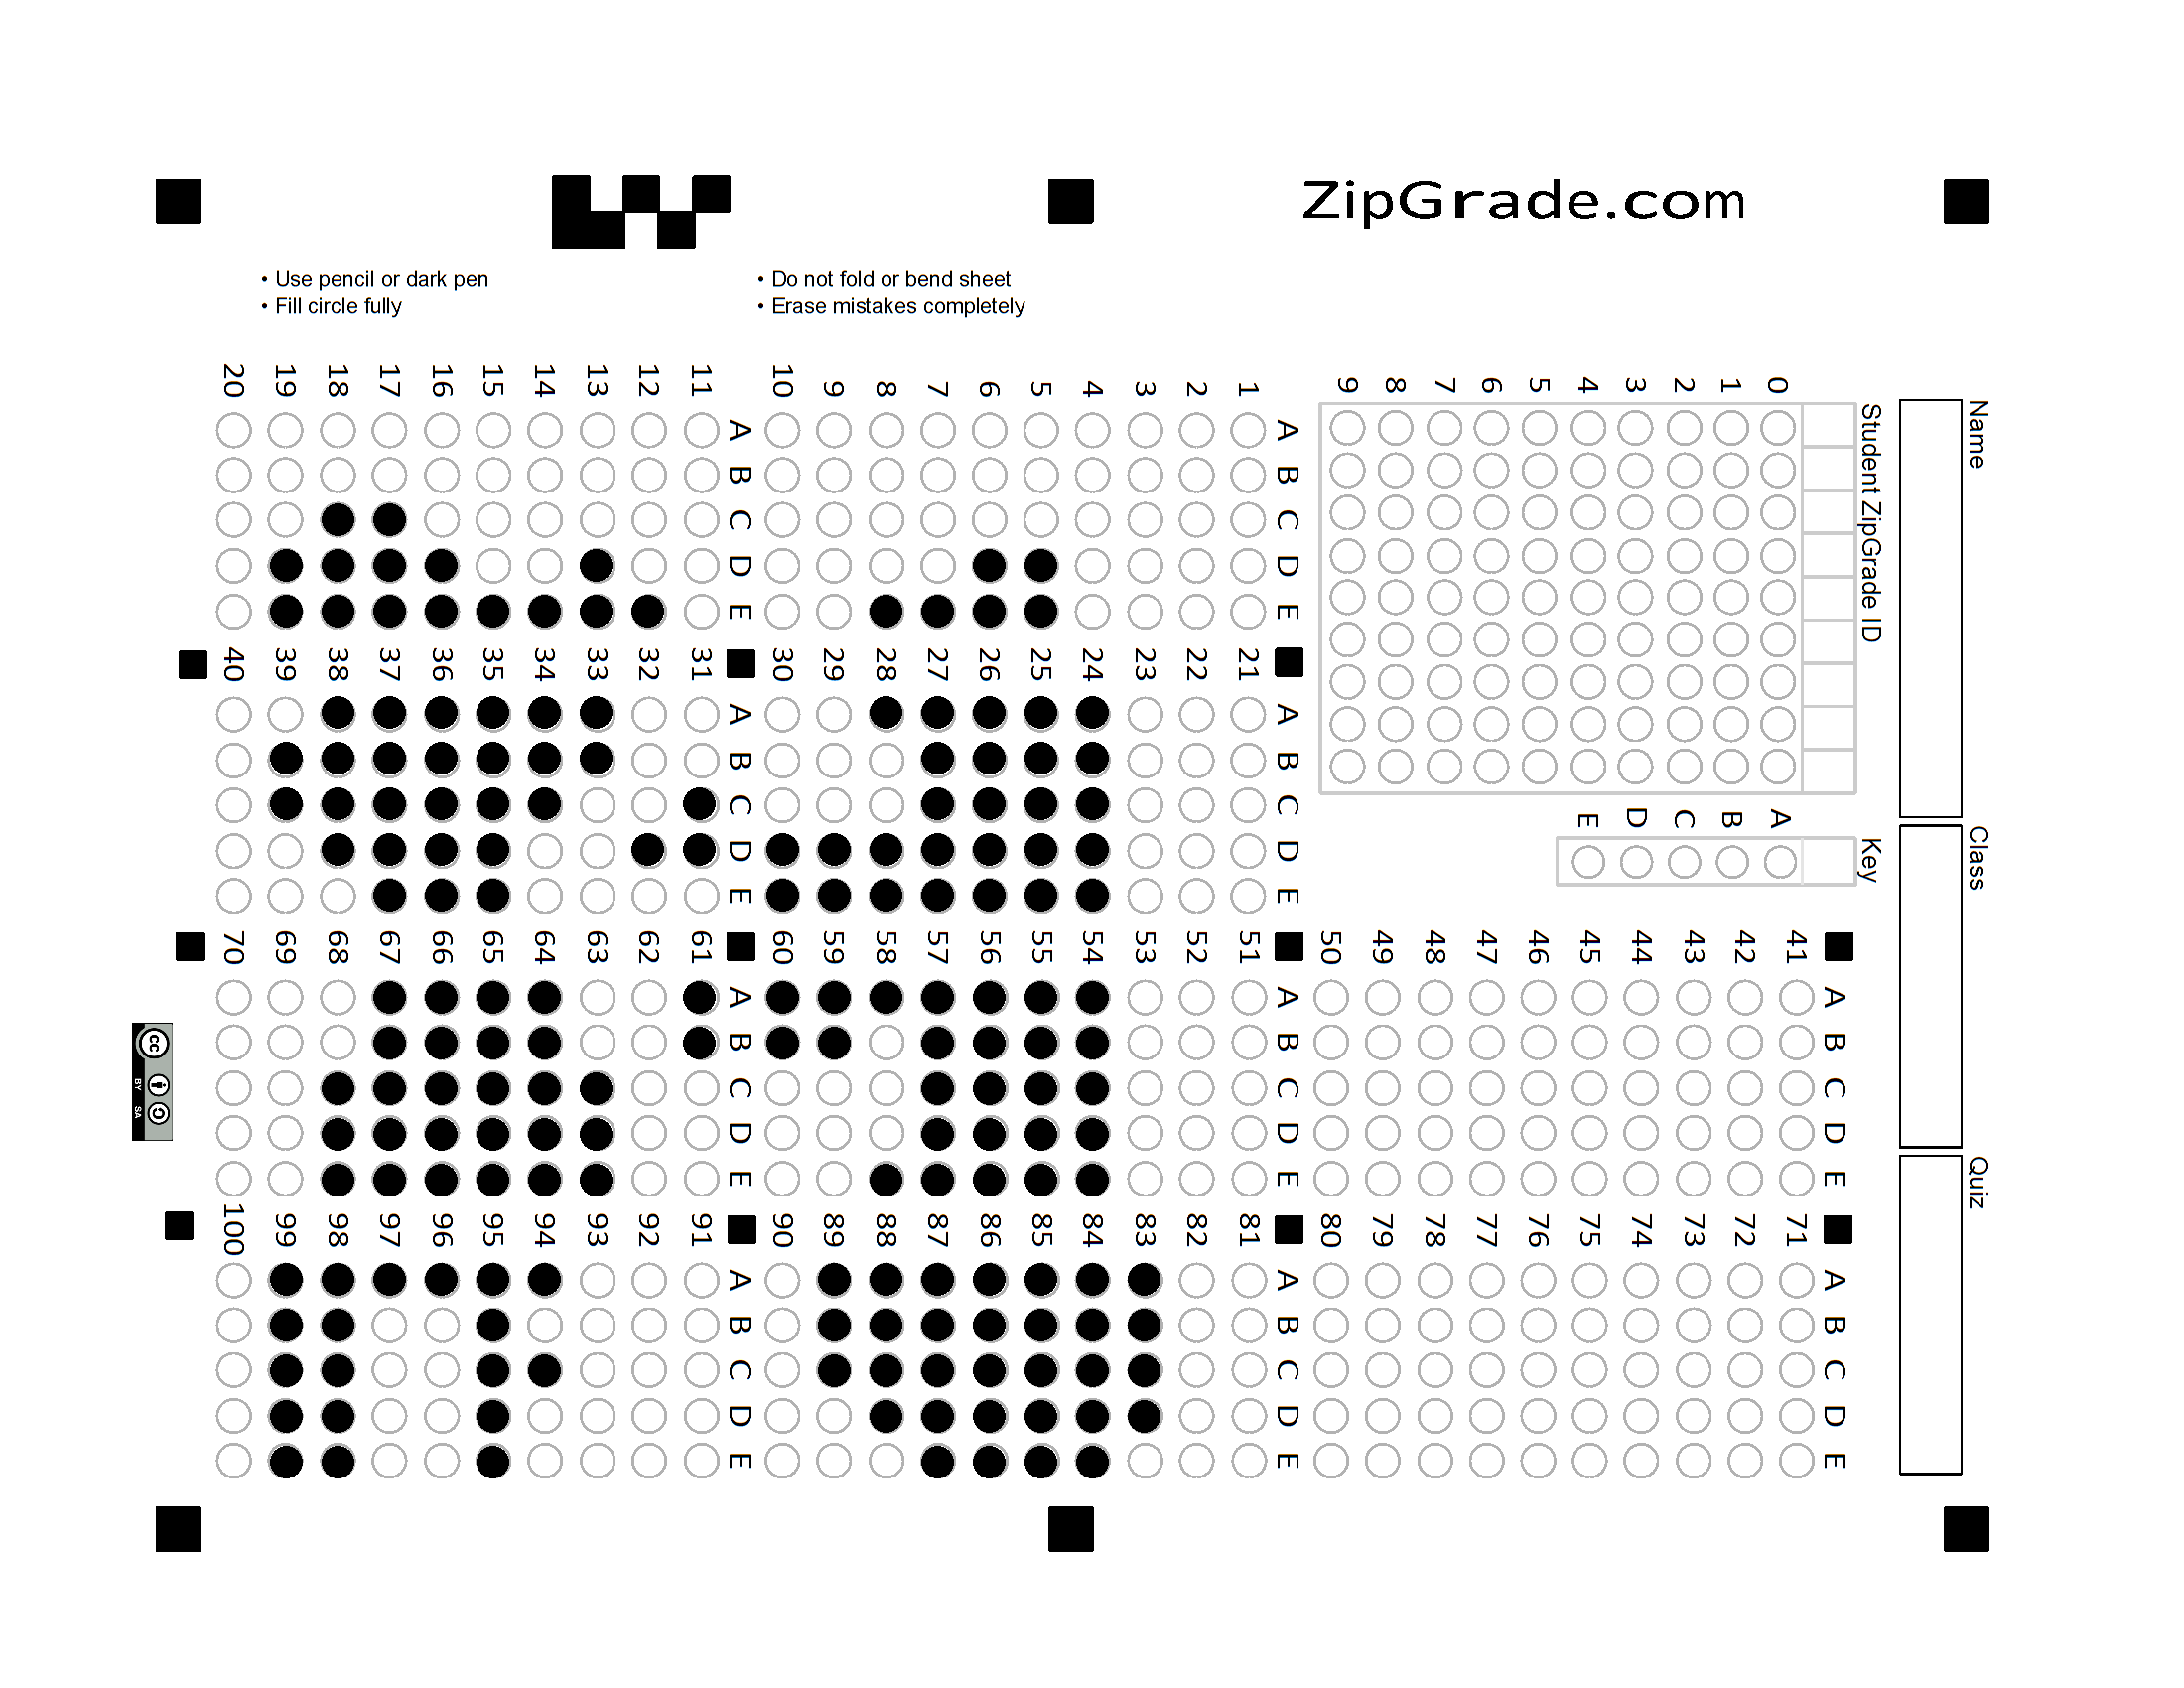 ZipGrade.com
• Use pencil or dark pen
• Fill circle fully
• Do not fold or bend sheet
• Erase mistakes completely
Name
Class
Quiz
Student ZipGrade ID
0 1 2 3 4 5 6 7 8 9
Key
A B C D E
1 2 3 4 5 6 7 8 9 10
A B C D E
11 12 13 14 15 16 17 18 19 20
A B C D E
21 22 23 24 25 26 27 28 29 30
A B C D E
31 32 33 34 35 36 37 38 39 40
A B C D E
41 42 43 44 45 46 47 48 49 50
A B C D E
51 52 53 54 55 56 57 58 59 60
A B C D E
61 62 63 64 65 66 67 68 69 70
A B C D E
71 72 73 74 75 76 77 78 79 80
A B C D E
81 82 83 84 85 86 87 88 89 90
A B C D E
91 92 93 94 95 96 97 98 99 100
A B C D E
cc BY SA